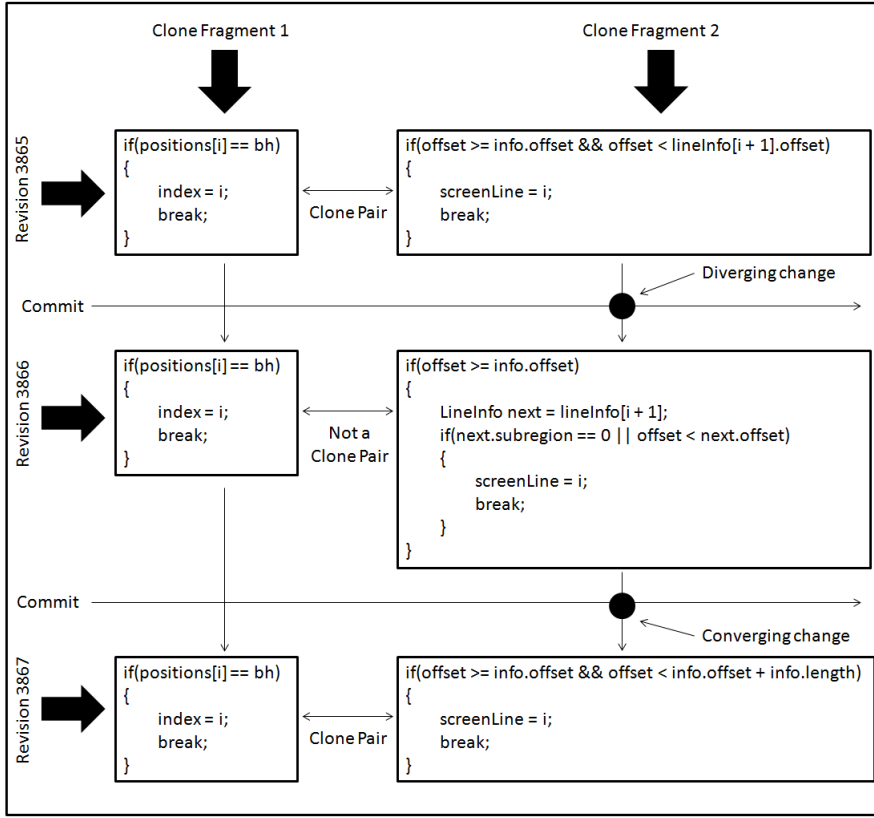 Clone Fragment 1
Clone Fragment 2
Revision 3865
if(positions[i] == bh)
{
index = i;
break;
}
Clone Pair
if(offset >= info.offset && offset < lineInfo[i + 1].offset)
{
screenLine = i;
break;
}
Diverging change
Commit
Revision 3866
if(positions[i] == bh)
{
index = i;
break;
}
Not a
Clone Pair
if(offset >= info.offset)
{
LineInfo next = lineInfo[i + 1];
if(next.subregion == 0 || offset < next.offset)
{
screenLine = i;
break;
}
}
Commit
Converging change
Revision 3867
if(positions[i] == bh)
{
index = i;
break;
}
Clone Pair
if(offset >= info.offset && offset < info.offset + info.length)
{
screenLine = i;
break;
}